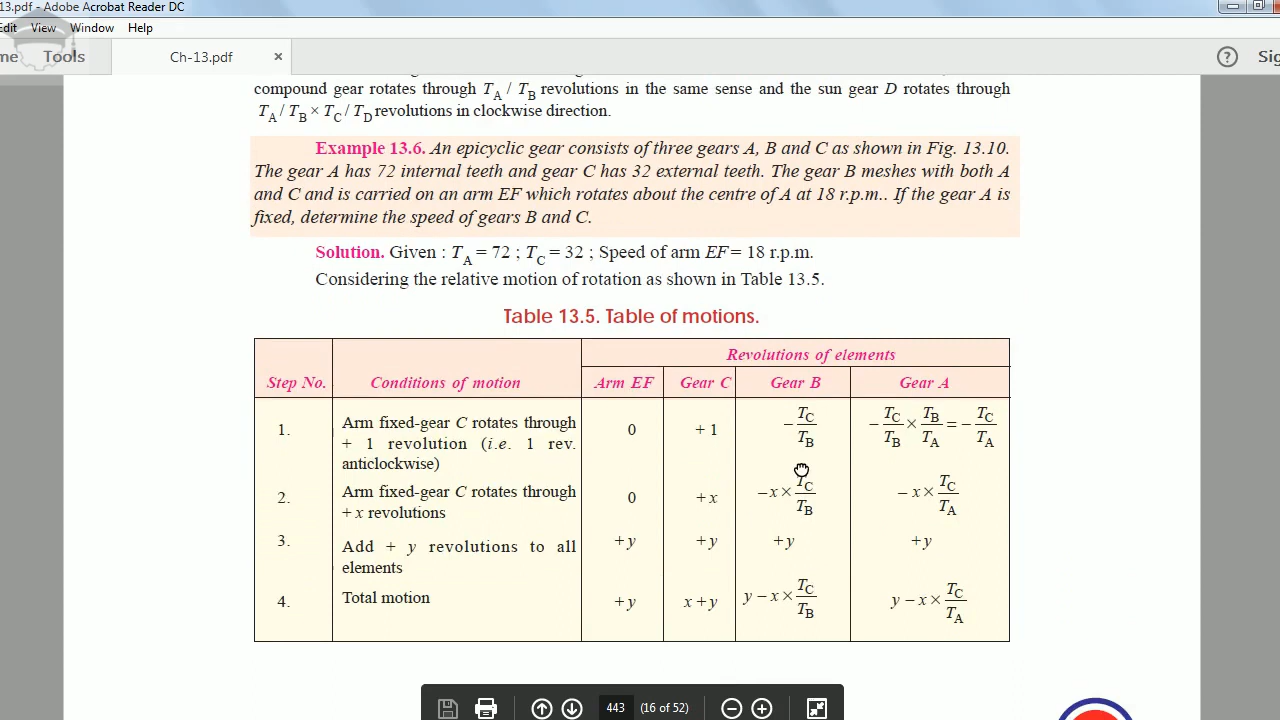 13.pdf - Adobe Acrobat Reader DC
Edit View Window Help
me Tools Ch-13.pdf × ? Sig
compound gear rotates through T_A / T_B revolutions in the same sense and the sun gear D rotates through
T_A / T_B × T_C / T_D revolutions in clockwise direction.
Example 13.6. An epicyclic gear consists of three gears A, B and C as shown in Fig. 13.10.
The gear A has 72 internal teeth and gear C has 32 external teeth. The gear B meshes with both A
and C and is carried on an arm EF which rotates about the centre of A at 18 r.p.m.. If the gear A is
fixed, determine the speed of gears B and C.
Solution. Given : T_A = 72 ; T_C = 32 ; Speed of arm EF = 18 r.p.m.
Considering the relative motion of rotation as shown in Table 13.5.
Table 13.5. Table of motions.
Revolutions of elements
Step No. Conditions of motion Arm EF Gear C Gear B Gear A
1. Arm fixed-gear C rotates through
+ 1 revolution (i.e. 1 rev.
anticlockwise) 0 + 1 − T_C / T_B − T_C / T_B × T_B / T_A = − T_C / T_A
2. Arm fixed-gear C rotates through
+ x revolutions 0 + x − x × T_C / T_B − x × T_C / T_A
3. Add + y revolutions to all
elements + y + y + y + y
4. Total motion + y x + y y − x × T_C / T_B y − x × T_C / T_A
443 (16 of 52)